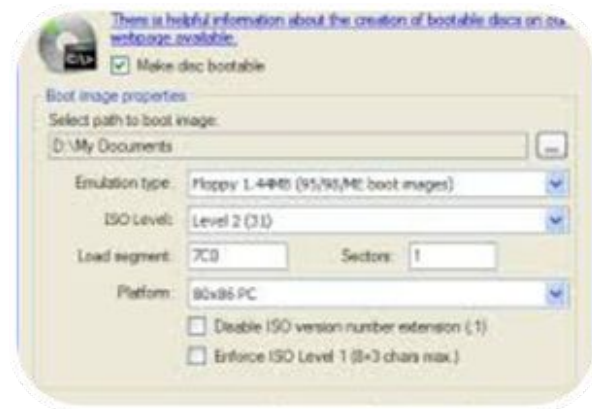 There is helpful information about the creation of bootable discs on our
webpage available.
C:\>
Make disc bootable
Boot image properties
Select path to boot image:
D:\My Documents
...
Emulation type: Floppy 1.44MB (95/98/ME boot images)
ISO Level: Level 2 (31)
Load segment: 7C0 Sectors: 1
Platform: 80x86 PC
Disable ISO version number extension (;1)
Enforce ISO Level 1 (8+3 chars max.)